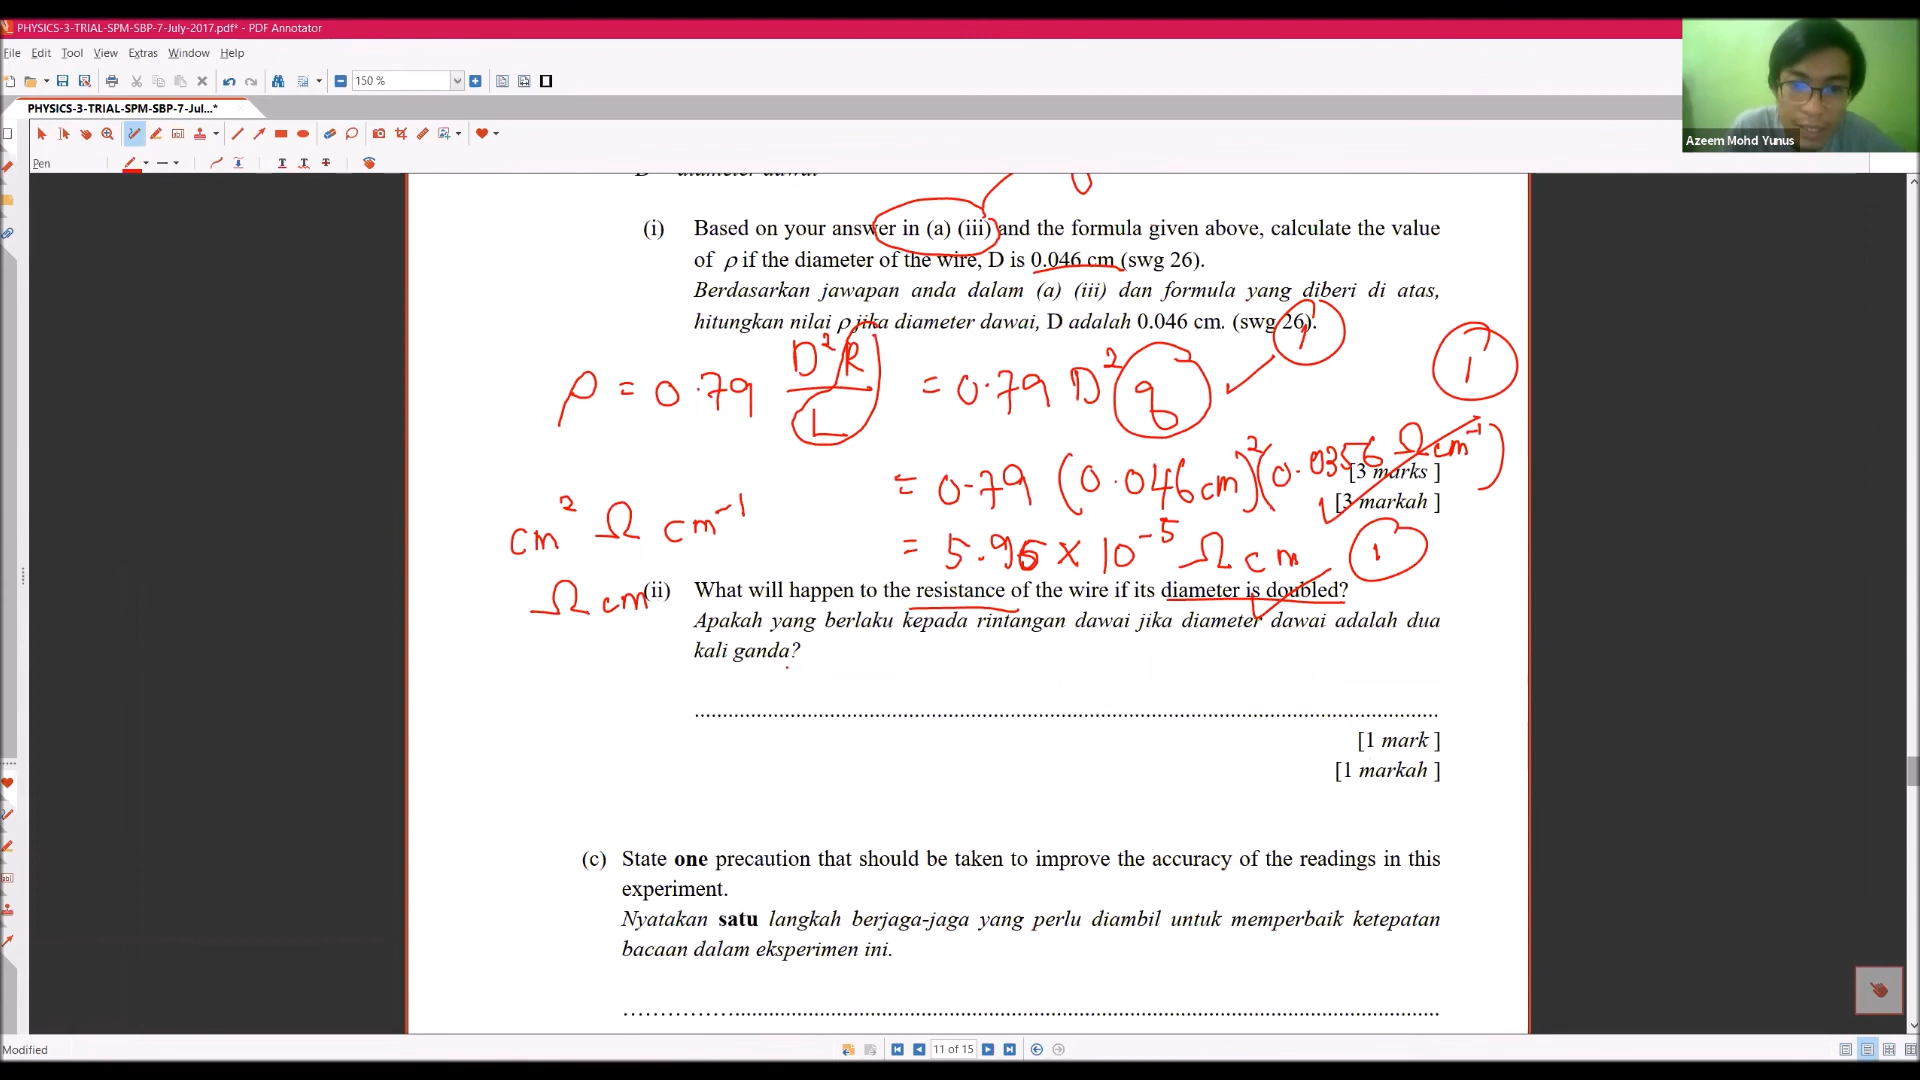 PHYSICS-3-TRIAL-SPM-SBP-7-July-2017.pdf* - PDF Annotator
File Edit Tool View Extras Window Help
150 %
PHYSICS-3-TRIAL-SPM-SBP-7-Jul...*
Pen
Azeem Mohd Yunus
(i) Based on your answer in (a) (iii) and the formula given above, calculate the value
of ρ if the diameter of the wire, D is 0.046 cm (swg 26).
Berdasarkan jawapan anda dalam (a) (iii) dan formula yang diberi di atas,
hitungkan nilai ρ jika diameter dawai, D adalah 0.046 cm. (swg 26).
ρ = 0.79 D²R / L = 0.79 D² q 1 1
= 0.79 (0.046cm)² (0.0356 Ω cm⁻¹)
[3 marks ]
[3 markah ]
cm² Ω cm⁻¹
= 5.95 × 10⁻⁵ Ω cm 1
Ω cm
(ii) What will happen to the resistance of the wire if its diameter is doubled?
Apakah yang berlaku kepada rintangan dawai jika diameter dawai adalah dua
kali ganda?
[1 mark ]
[1 markah ]
(c) State one precaution that should be taken to improve the accuracy of the readings in this
experiment.
Nyatakan satu langkah berjaga-jaga yang perlu diambil untuk memperbaik ketepatan
bacaan dalam eksperimen ini.
Modified
11 of 15